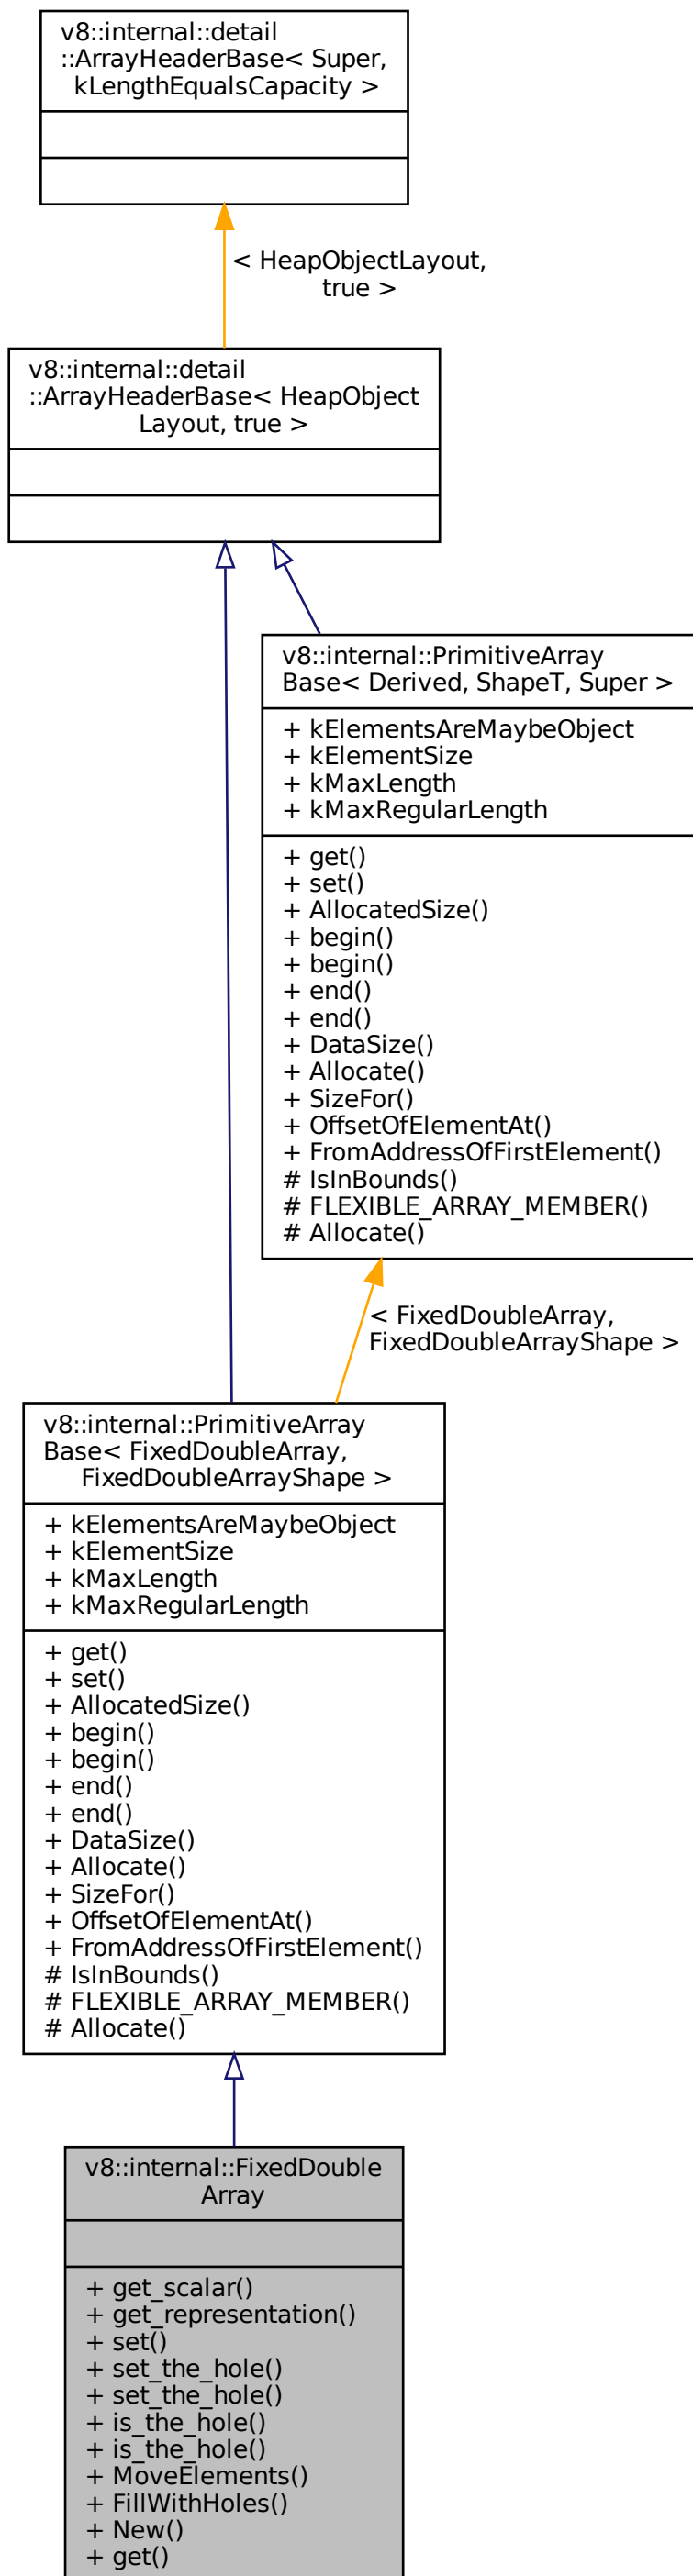 v8::internal::detail
::ArrayHeaderBase< Super,
kLengthEqualsCapacity >
< HeapObjectLayout,
true >
v8::internal::detail
::ArrayHeaderBase< HeapObject
Layout, true >
v8::internal::PrimitiveArray
Base< Derived, ShapeT, Super >
+ kElementsAreMaybeObject
+ kElementSize
+ kMaxLength
+ kMaxRegularLength
+ get()
+ set()
+ AllocatedSize()
+ begin()
+ begin()
+ end()
+ end()
+ DataSize()
+ Allocate()
+ SizeFor()
+ OffsetOfElementAt()
+ FromAddressOfFirstElement()
# IsInBounds()
# FLEXIBLE_ARRAY_MEMBER()
# Allocate()
< FixedDoubleArray,
FixedDoubleArrayShape >
v8::internal::PrimitiveArray
Base< FixedDoubleArray,
FixedDoubleArrayShape >
+ kElementsAreMaybeObject
+ kElementSize
+ kMaxLength
+ kMaxRegularLength
+ get()
+ set()
+ AllocatedSize()
+ begin()
+ begin()
+ end()
+ end()
+ DataSize()
+ Allocate()
+ SizeFor()
+ OffsetOfElementAt()
+ FromAddressOfFirstElement()
# IsInBounds()
# FLEXIBLE_ARRAY_MEMBER()
# Allocate()
v8::internal::FixedDouble
Array
+ get_scalar()
+ get_representation()
+ set()
+ set_the_hole()
+ set_the_hole()
+ is_the_hole()
+ is_the_hole()
+ MoveElements()
+ FillWithHoles()
+ New()
+ get()